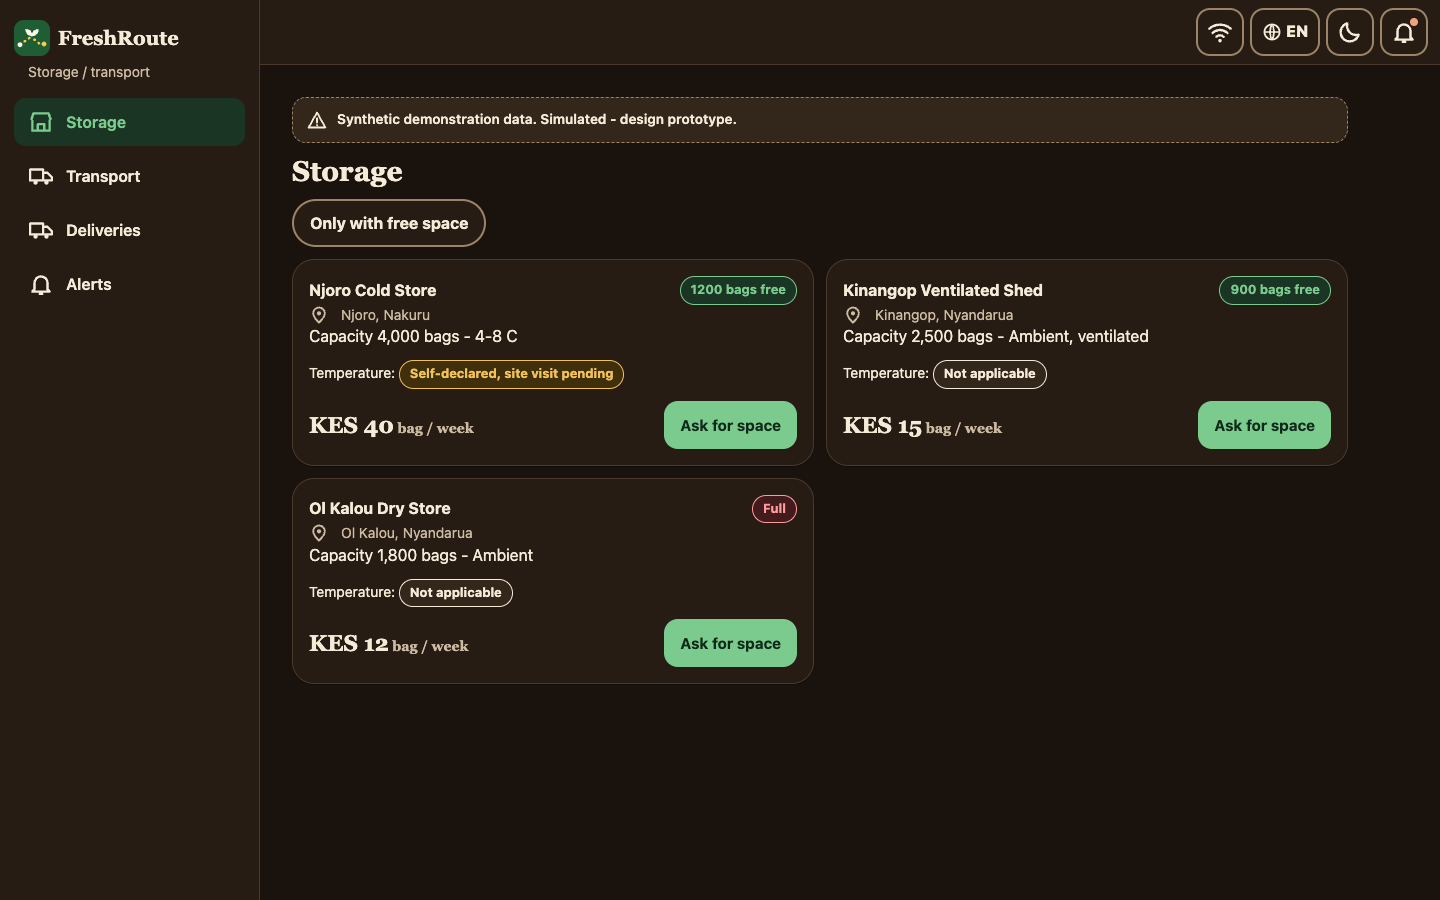 FreshRoute
Storage / transport
Storage
Transport
Deliveries
Alerts
EN
Synthetic demonstration data. Simulated - design prototype.
Storage
Only with free space
Njoro Cold Store
1200 bags free
Njoro, Nakuru
Capacity 4,000 bags - 4-8 C
Temperature: Self-declared, site visit pending
KES 40 bag / week
Ask for space
Kinangop Ventilated Shed
900 bags free
Kinangop, Nyandarua
Capacity 2,500 bags - Ambient, ventilated
Temperature: Not applicable
KES 15 bag / week
Ask for space
Ol Kalou Dry Store
Full
Ol Kalou, Nyandarua
Capacity 1,800 bags - Ambient
Temperature: Not applicable
KES 12 bag / week
Ask for space